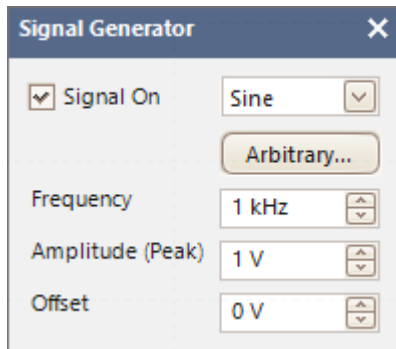 Signal Generator
Signal On Sine
Arbitrary...
Frequency 1 kHz
Amplitude (Peak) 1 V
Offset 0 V